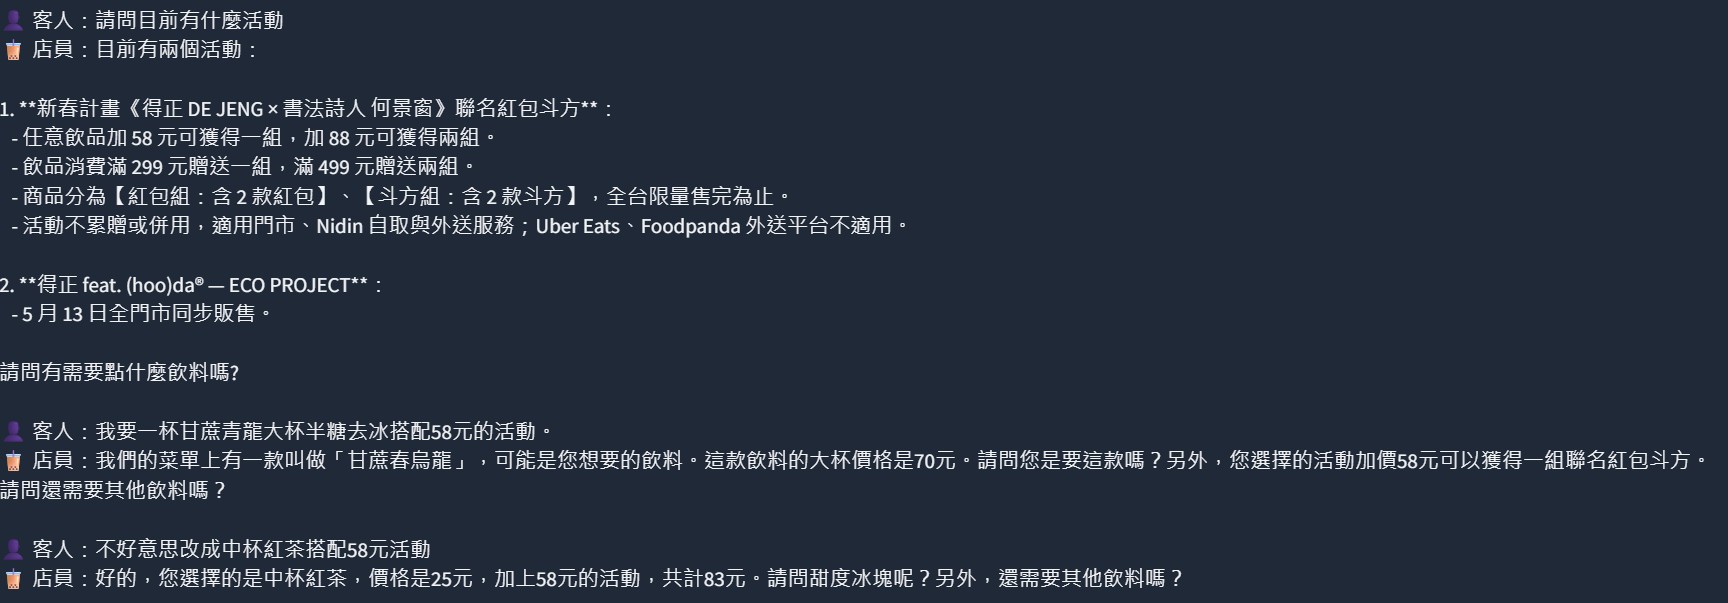 👤 客人：請問目前有什麼活動
🧋 店員：目前有兩個活動：
1. **新春計畫《得正 DE JENG × 書法詩人 何景窗》聯名紅包斗方**：
- 任意飲品加 58 元可獲得一組，加 88 元可獲得兩組。
- 飲品消費滿 299 元贈送一組，滿 499 元贈送兩組。
- 商品分為【紅包組：含 2 款紅包】、【斗方組：含 2 款斗方】，全台限量售完為止。
- 活動不累贈或併用，適用門市、Nidin 自取與外送服務；Uber Eats、Foodpanda 外送平台不適用。
2. **得正 feat. (hoo)da® — ECO PROJECT**：
- 5 月 13 日全門市同步販售。
請問有需要點什麼飲料嗎?
👤 客人：我要一杯甘蔗青龍大杯半糖去冰搭配58元的活動。
🧋 店員：我們的菜單上有一款叫做「甘蔗春烏龍」，可能是您想要的飲料。這款飲料的大杯價格是70元。請問您是要這款嗎？另外，您選擇的活動加價58元可以獲得一組聯名紅包斗方。
請問還需要其他飲料嗎？
👤 客人：不好意思改成中杯紅茶搭配58元活動
🧋 店員：好的，您選擇的是中杯紅茶，價格是25元，加上58元的活動，共計83元。請問甜度冰塊呢？另外，還需要其他飲料嗎？